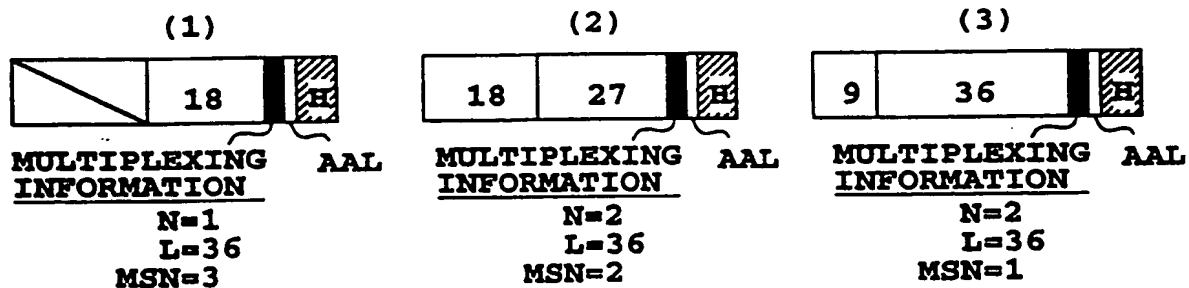 (1)
18 H
MULTIPLEXING AAL
INFORMATION
N=1
L=36
MSN=3
(2)
18 27 H
MULTIPLEXING AAL
INFORMATION
N=2
L=36
MSN=2
(3)
9 36 H
MULTIPLEXING AAL
INFORMATION
N=2
L=36
MSN=1